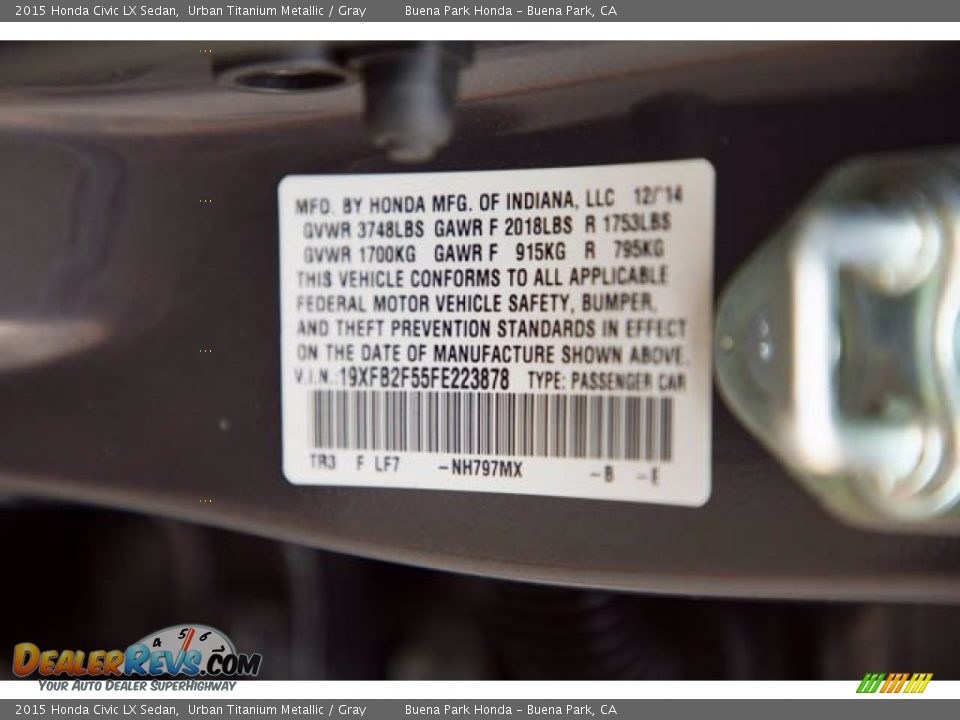 2015 Honda Civic LX Sedan, Urban Titanium Metallic / Gray Buena Park Honda - Buena Park, CA
MFD. BY HONDA MFG. OF INDIANA, LLC 12/'14
GVWR 3748LBS GAWR F 2018LBS R 1753LBS
GVWR 1700KG GAWR F 915KG R 795KG
THIS VEHICLE CONFORMS TO ALL APPLICABLE
FEDERAL MOTOR VEHICLE SAFETY, BUMPER,
AND THEFT PREVENTION STANDARDS IN EFFECT
ON THE DATE OF MANUFACTURE SHOWN ABOVE.
V.I.N.:19XFB2F55FE223878 TYPE: PASSENGER CAR
TR3 F LF7 -NH797MX -B -E
4 5 6
DEALERREVS.COM
YOUR AUTO DEALER SUPERHIGHWAY
2015 Honda Civic LX Sedan, Urban Titanium Metallic / Gray Buena Park Honda - Buena Park, CA